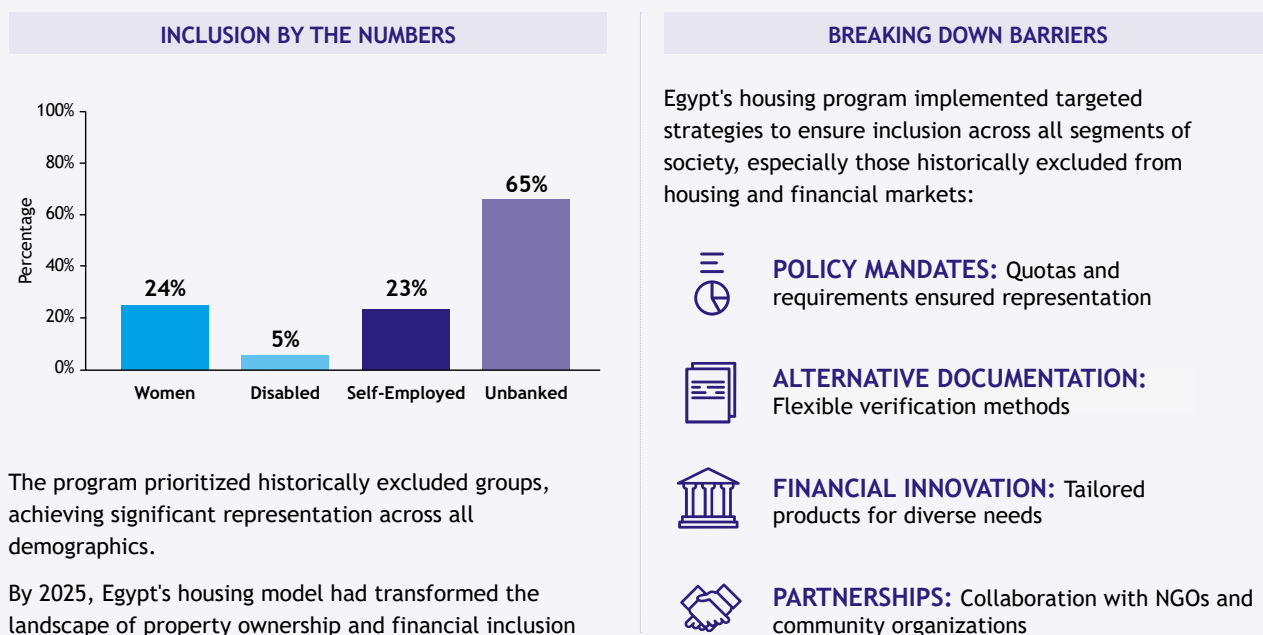 INCLUSION BY THE NUMBERS
100%
80%
60%
40%
20%
0%
Percentage
24%
5%
23%
65%
Women
Disabled
Self-Employed
Unbanked
The program prioritized historically excluded groups,
achieving significant representation across all
demographics.
By 2025, Egypt's housing model had transformed the
landscape of property ownership and financial inclusion
BREAKING DOWN BARRIERS
Egypt's housing program implemented targeted
strategies to ensure inclusion across all segments of
society, especially those historically excluded from
housing and financial markets:
POLICY MANDATES: Quotas and
requirements ensured representation
ALTERNATIVE DOCUMENTATION:
Flexible verification methods
FINANCIAL INNOVATION: Tailored
products for diverse needs
PARTNERSHIPS: Collaboration with NGOs and
community organizations